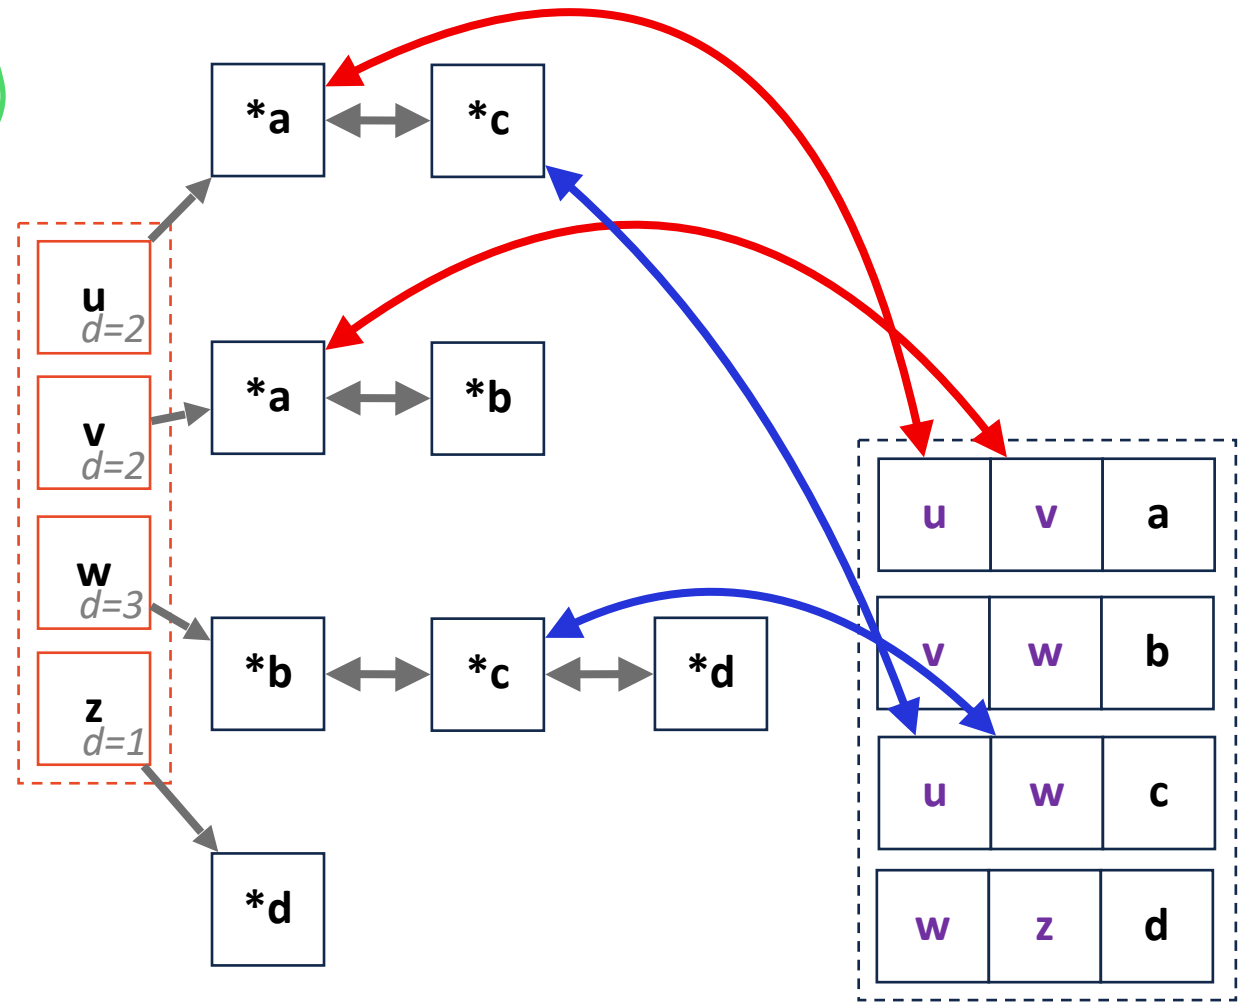 *a *c
u
d=2
*a *b
v
d=2
u v a
w
d=3
*b *c *d
v w b
z
d=1
u w c
*d
w z d